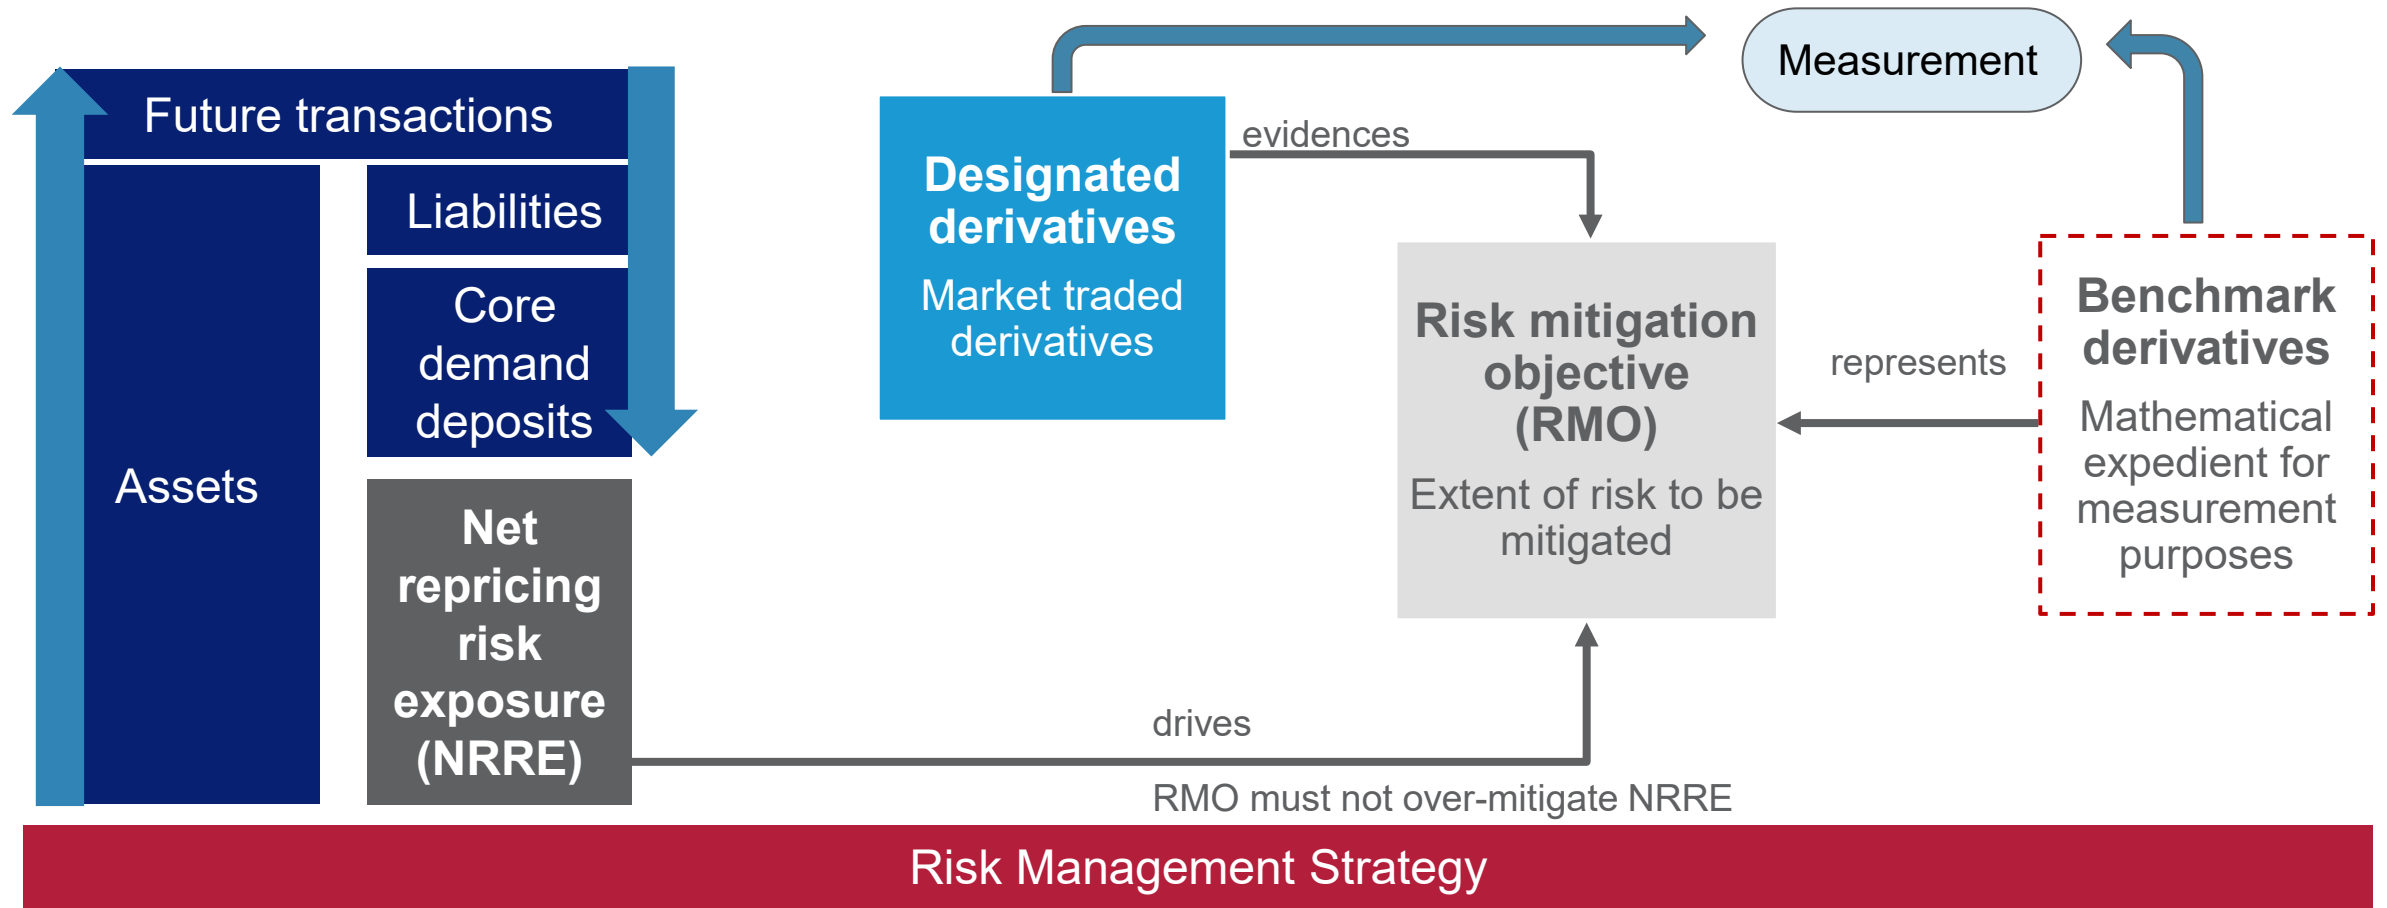 Future transactions
Assets
Liabilities
Core
demand
deposits
Net
repricing
risk
exposure
(NRRE)
Designated
derivatives
Market traded
derivatives
evidences
Measurement
Risk mitigation
objective
(RMO)
Extent of risk to be
mitigated
represents
Benchmark
derivatives
Mathematical
expedient for
measurement
purposes
drives
RMO must not over-mitigate NRRE
Risk Management Strategy